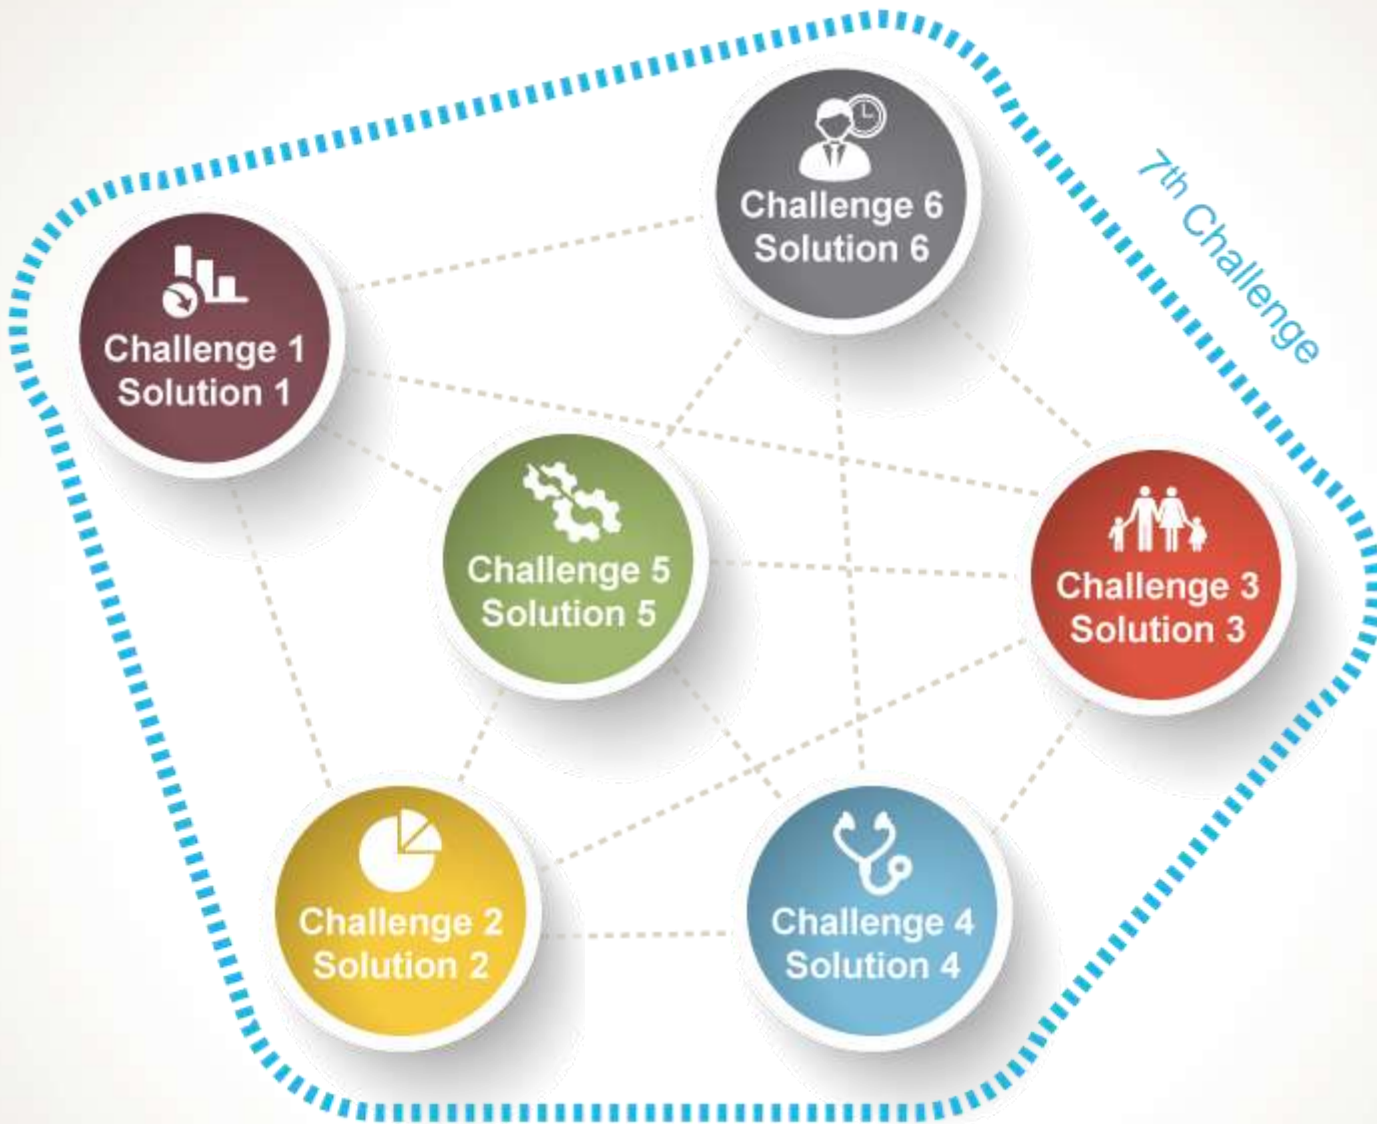 Challenge 6
Solution 6
7th Challenge
Challenge 1
Solution 1
Challenge 5
Solution 5
Challenge 3
Solution 3
Challenge 2
Solution 2
Challenge 4
Solution 4